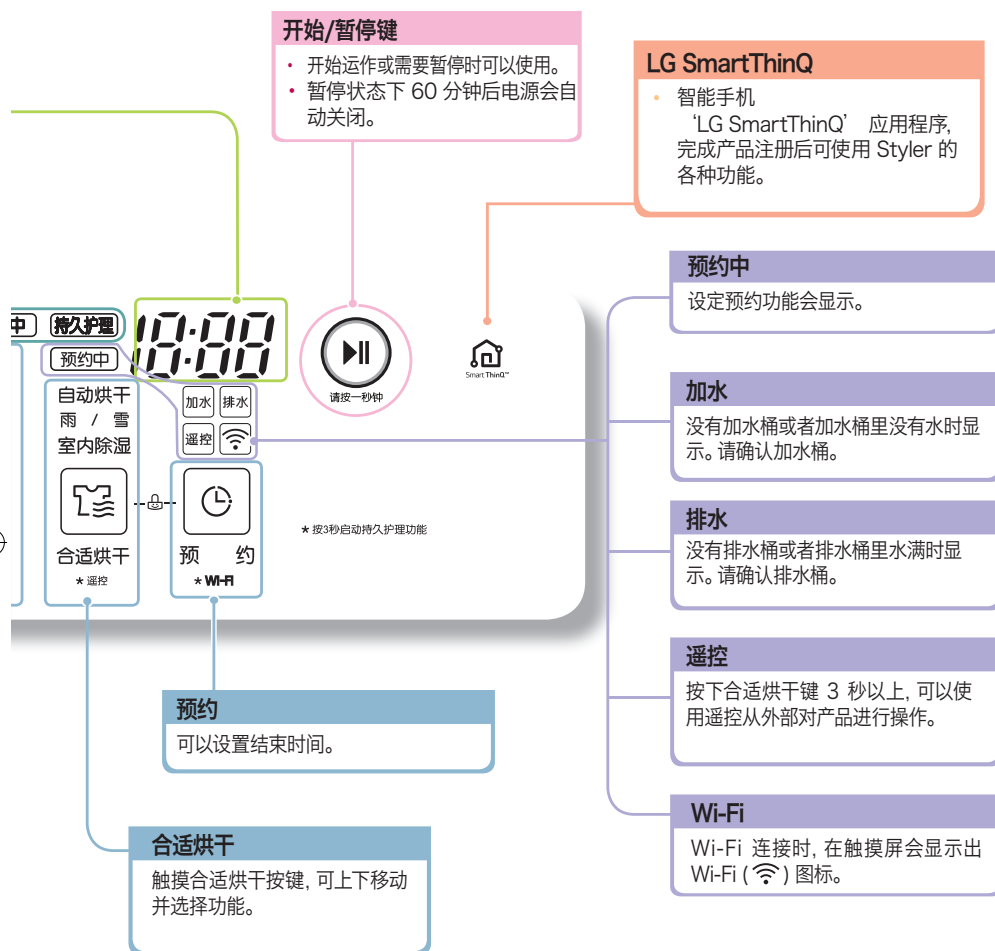 开始/暂停键
• 开始运作或需要暂停时可以使用。
• 暂停状态下 60 分钟后电源会自
动关闭。
LG SmartThinQ
• 智能手机
‘LG SmartThinQ’ 应用程序,
完成产品注册后可使用 Styler 的
各种功能。
预约中
设定预约功能会显示。
中
持久护理
18:88
预约中
请按一秒钟
Smart ThinQ™
自动烘干
雨 / 雪
室内除湿
加水
排水
遥控
合适烘干
* 遥控
预 约
* Wi-Fi
* 按3秒启动持久护理功能
加水
没有加水桶或者加水桶里没有水时显
示。请确认加水桶。
排水
没有排水桶或者排水桶里水满时显
示。请确认排水桶。
遥控
按下合适烘干键 3 秒以上, 可以使
用遥控从外部对产品进行操作。
Wi-Fi
Wi-Fi 连接时, 在触摸屏会显示出
Wi-Fi ( ) 图标。
预约
可以设置结束时间。
合适烘干
触摸合适烘干按键, 可上下移动
并选择功能。